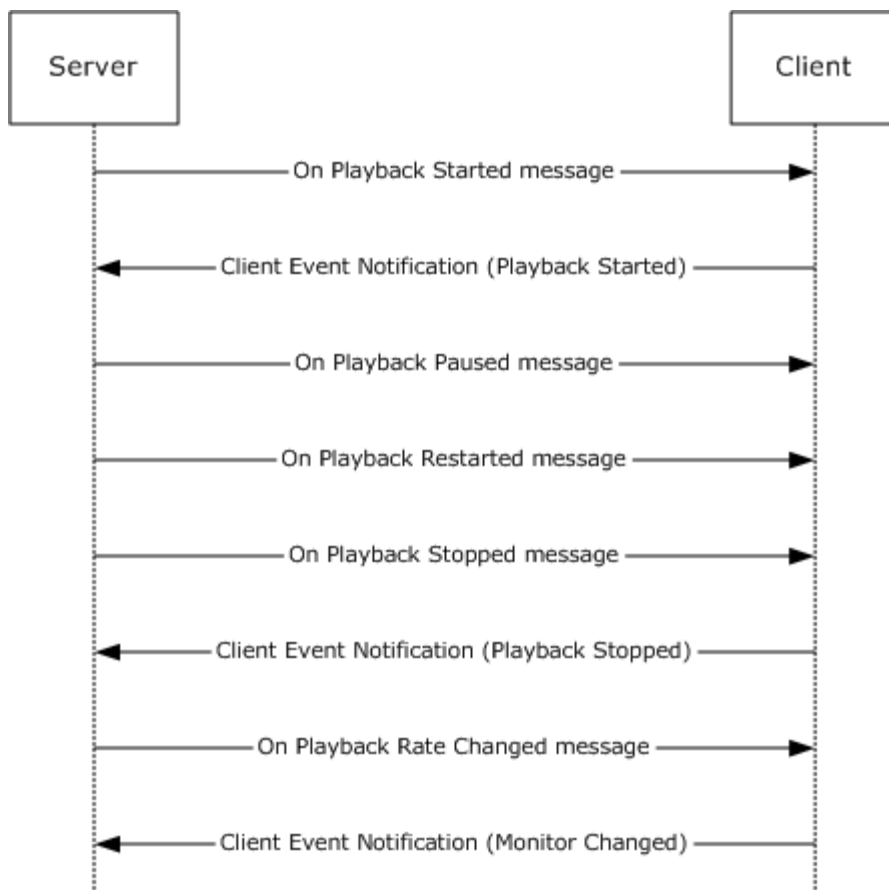 Server
Client
On Playback Started message
Client Event Notification (Playback Started)
On Playback Paused message
On Playback Restarted message
On Playback Stopped message
Client Event Notification (Playback Stopped)
On Playback Rate Changed message
Client Event Notification (Monitor Changed)